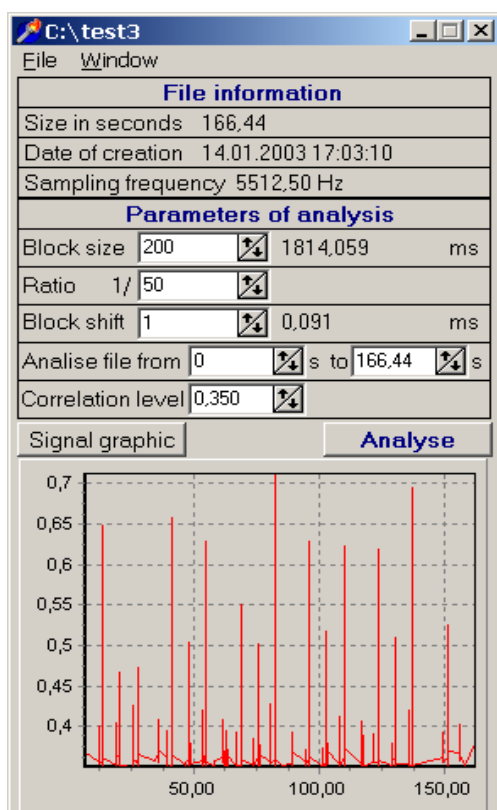 C:\test3
File Window
File information
Size in seconds 166,44
Date of creation 14.01.2003 17:03:10
Sampling frequency 5512,50 Hz
Parameters of analysis
Block size 200 1814,059 ms
Ratio 1/ 50
Block shift 1 0,091 ms
Analise file from 0 s to 166,44 s
Correlation level 0,350
Signal graphic Analyse
0,7
0,65
0,6
0,55
0,5
0,45
0,4
50,00 100,00 150,00